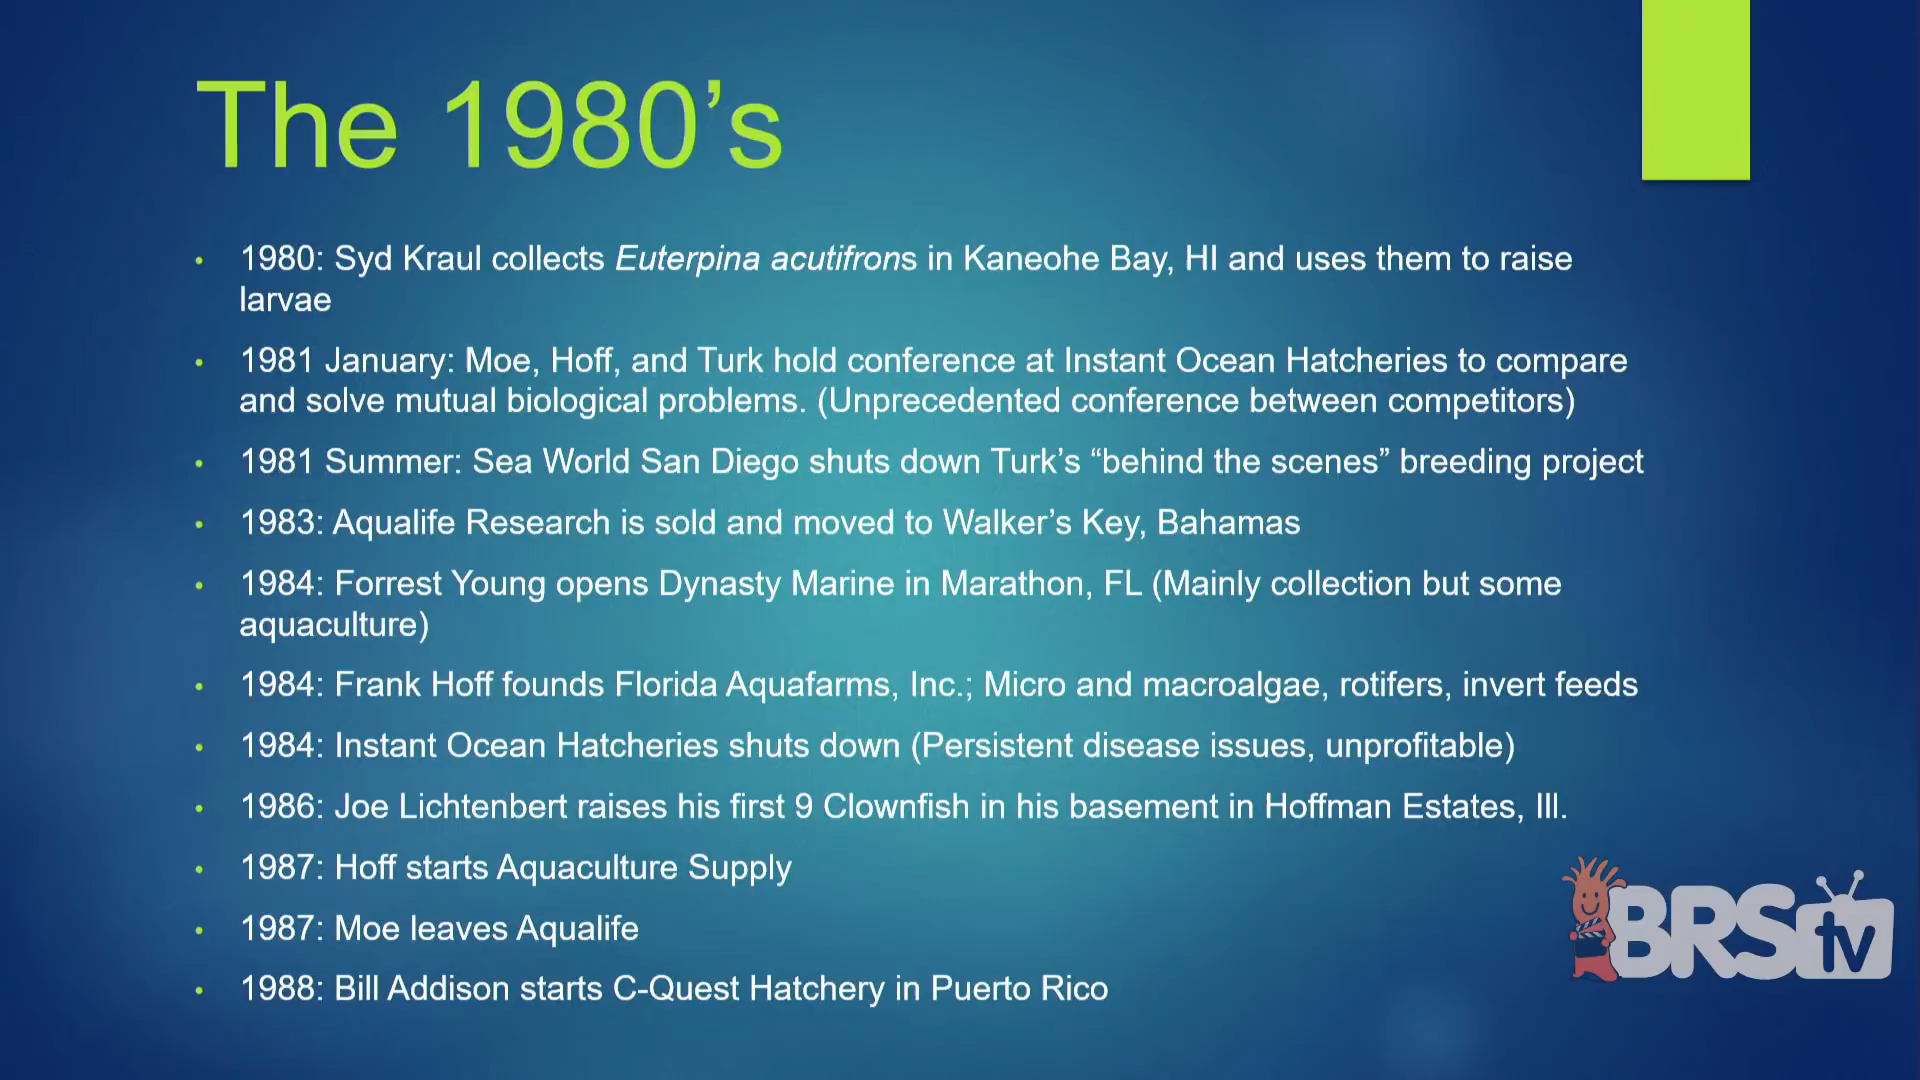 The 1980’s
• 1980: Syd Kraul collects Euterpina acutifrons in Kaneohe Bay, HI and uses them to raise
larvae
• 1981 January: Moe, Hoff, and Turk hold conference at Instant Ocean Hatcheries to compare
and solve mutual biological problems. (Unprecedented conference between competitors)
• 1981 Summer: Sea World San Diego shuts down Turk’s “behind the scenes” breeding project
• 1983: Aqualife Research is sold and moved to Walker’s Key, Bahamas
• 1984: Forrest Young opens Dynasty Marine in Marathon, FL (Mainly collection but some
aquaculture)
• 1984: Frank Hoff founds Florida Aquafarms, Inc.; Micro and macroalgae, rotifers, invert feeds
• 1984: Instant Ocean Hatcheries shuts down (Persistent disease issues, unprofitable)
• 1986: Joe Lichtenbert raises his first 9 Clownfish in his basement in Hoffman Estates, Ill.
• 1987: Hoff starts Aquaculture Supply
• 1987: Moe leaves Aqualife
• 1988: Bill Addison starts C-Quest Hatchery in Puerto Rico
BRS tv